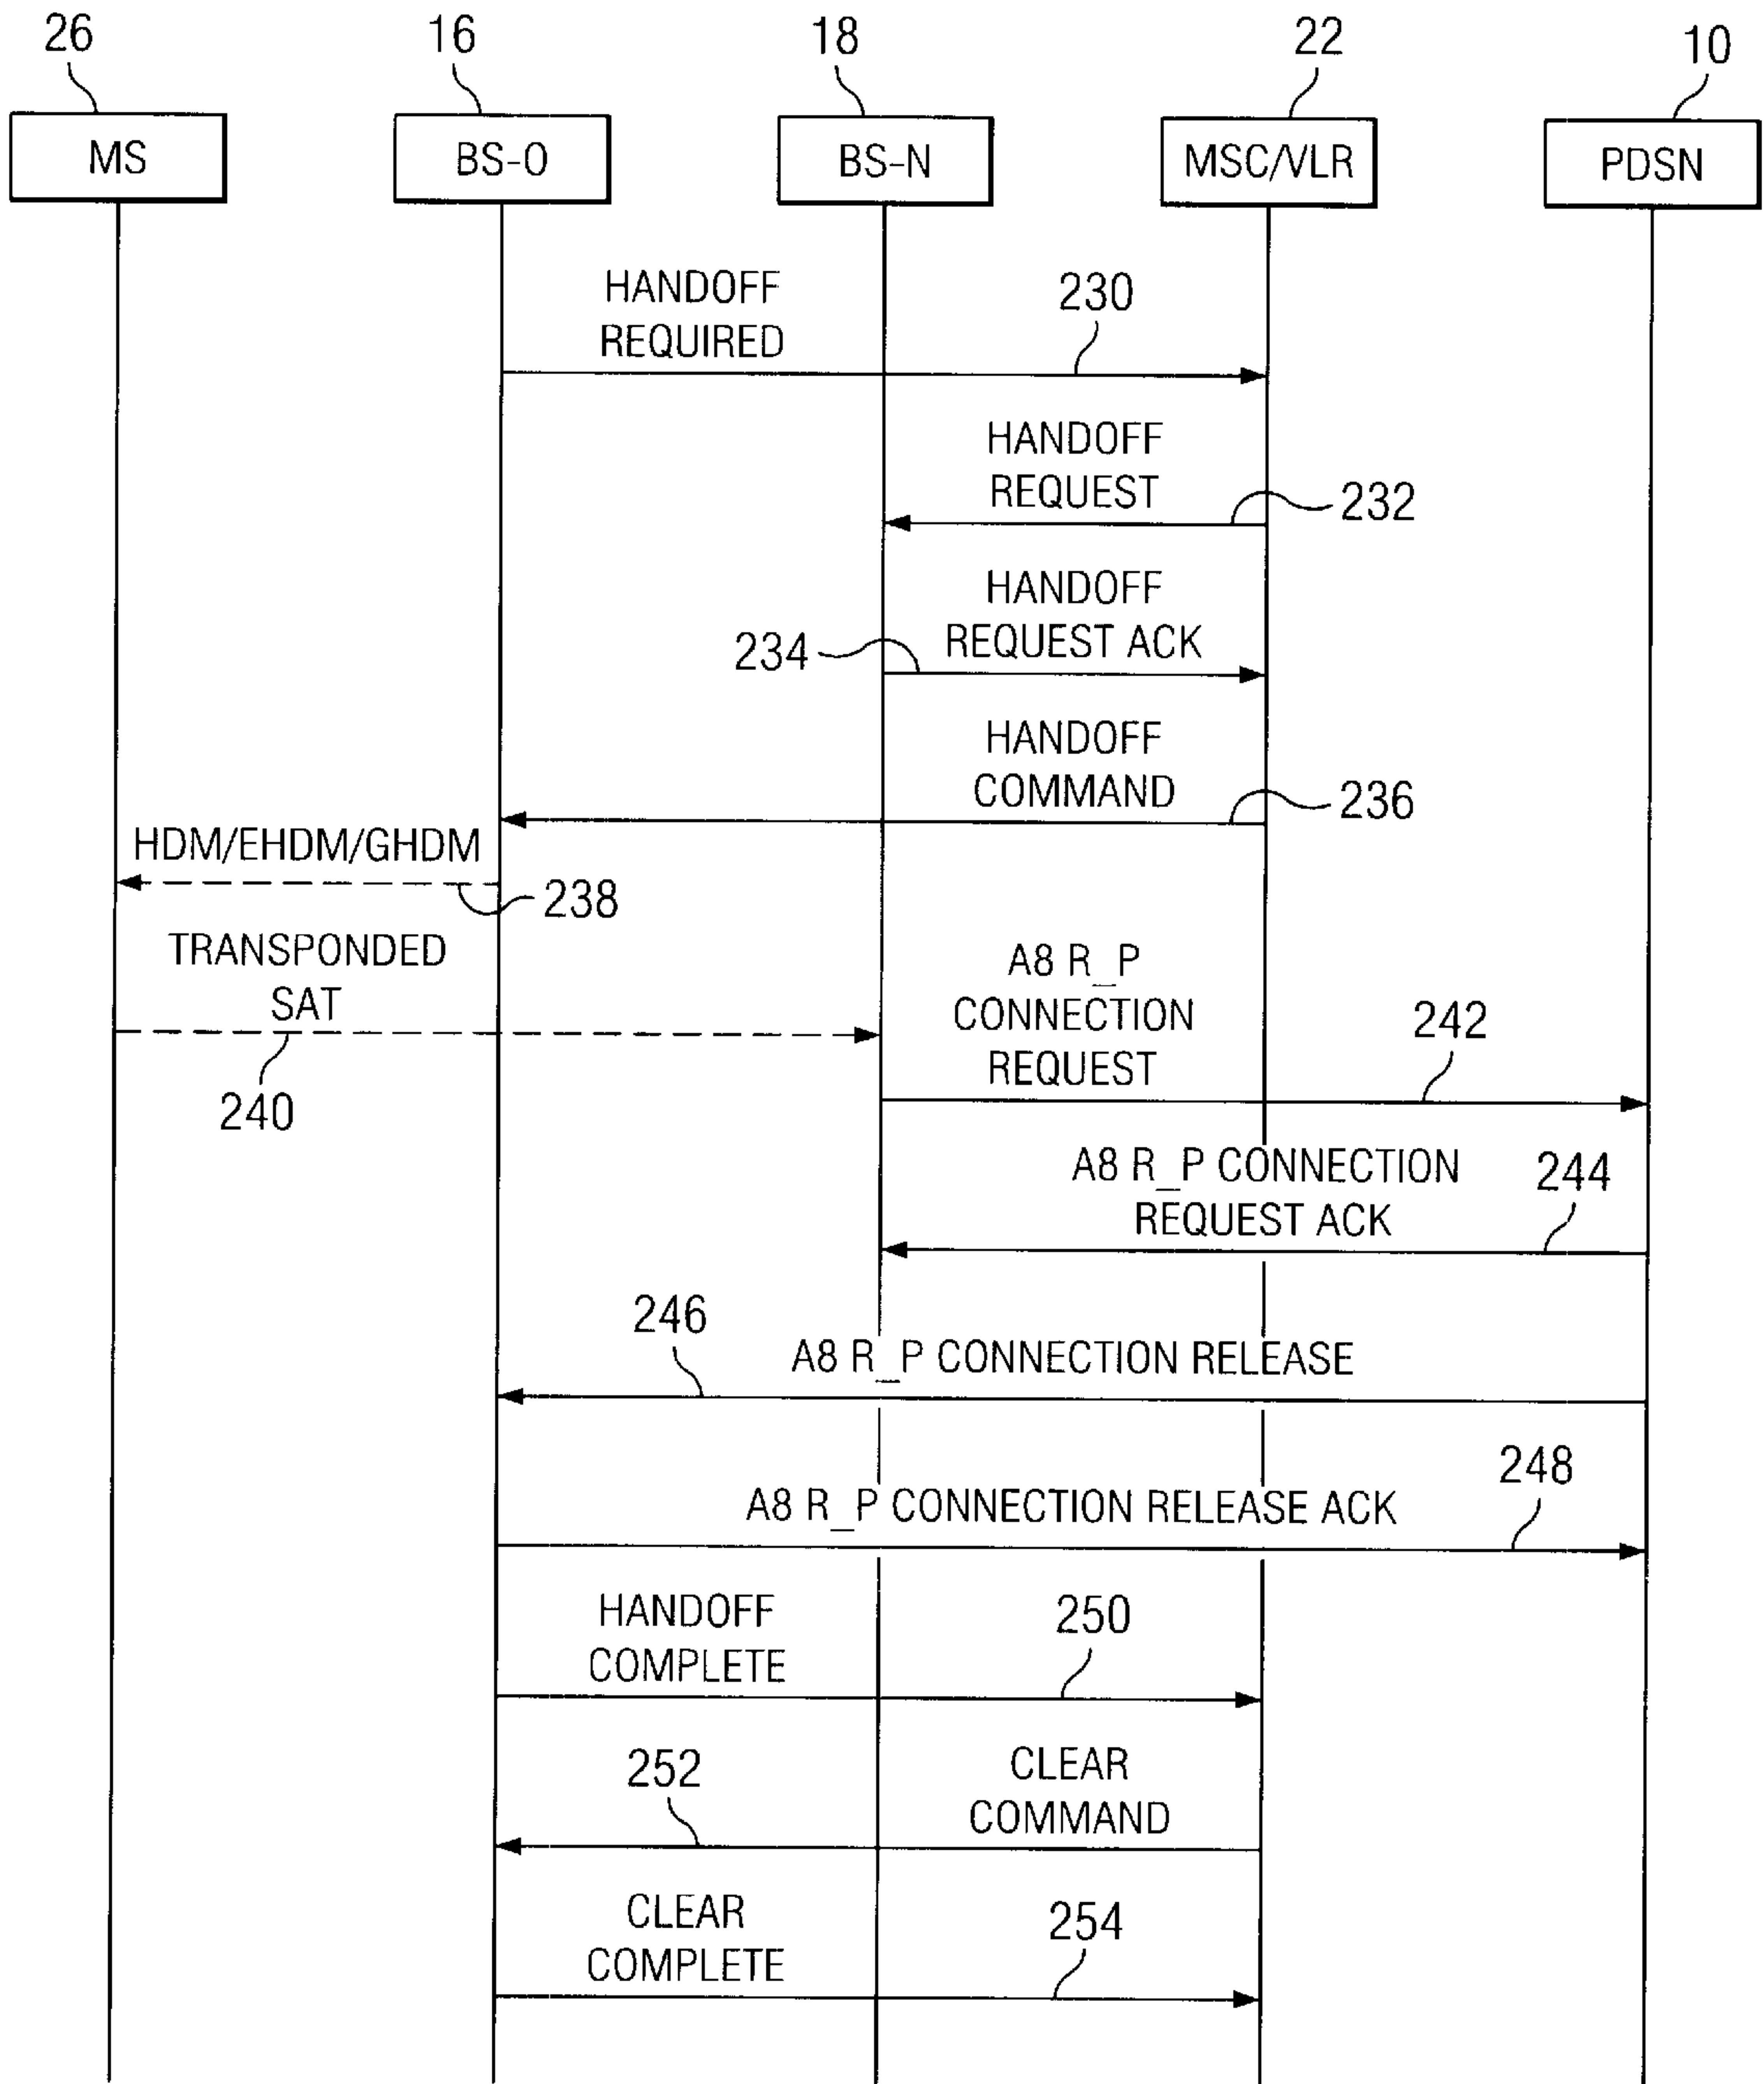 26
16
18
22
10
MS
BS-O
BS-N
MSC/VLR
PDSN
HANDOFF
REQUIRED
230
HANDOFF
REQUEST
232
HANDOFF
REQUEST ACK
234
HANDOFF
COMMAND
236
HDM/EHDM/GHDM
238
TRANSPONDED
SAT
240
A8 R_P
CONNECTION
REQUEST
242
A8 R_P CONNECTION
REQUEST ACK
244
246
A8 R_P CONNECTION RELEASE
248
A8 R_P CONNECTION RELEASE ACK
HANDOFF
COMPLETE
250
252
CLEAR
COMMAND
CLEAR
COMPLETE
254